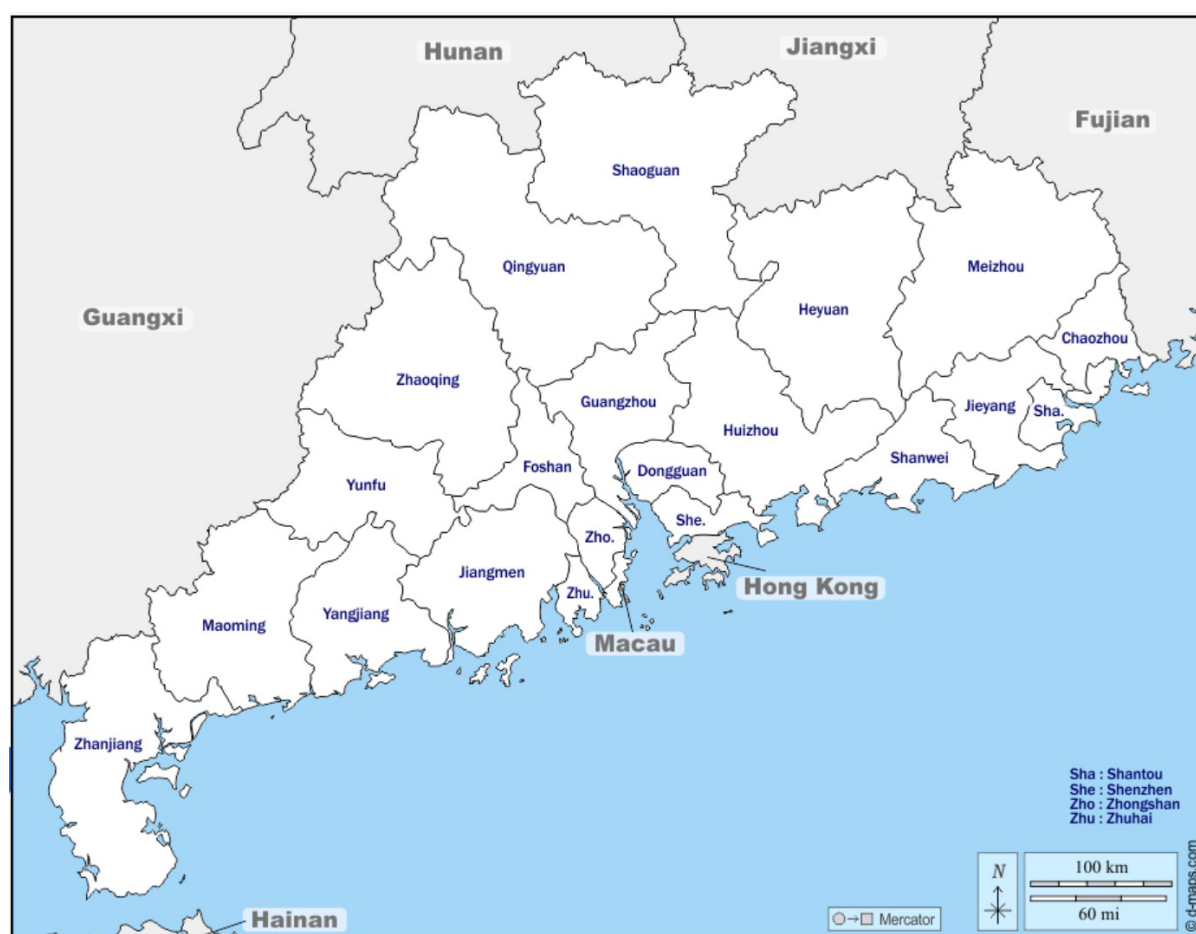 Hunan
Jiangxi
Fujian
Shaoguan
Qingyuan
Meizhou
Guangxi
Heyuan
Chaozhou
Zhaoqing
Guangzhou
Jieyang
Sha.
Huizhou
Foshan
Dongguan
Shanwei
Yunfu
She.
Zho.
Jiangmen
Hong Kong
Zhu.
Yangjiang
Maoming
Macau
Zhanjiang
Sha : Shantou
She : Shenzhen
Zho : Zhongshan
Zhu : Zhuhai
N
100 km
60 mi
Hainan
Mercator
© d-maps.com